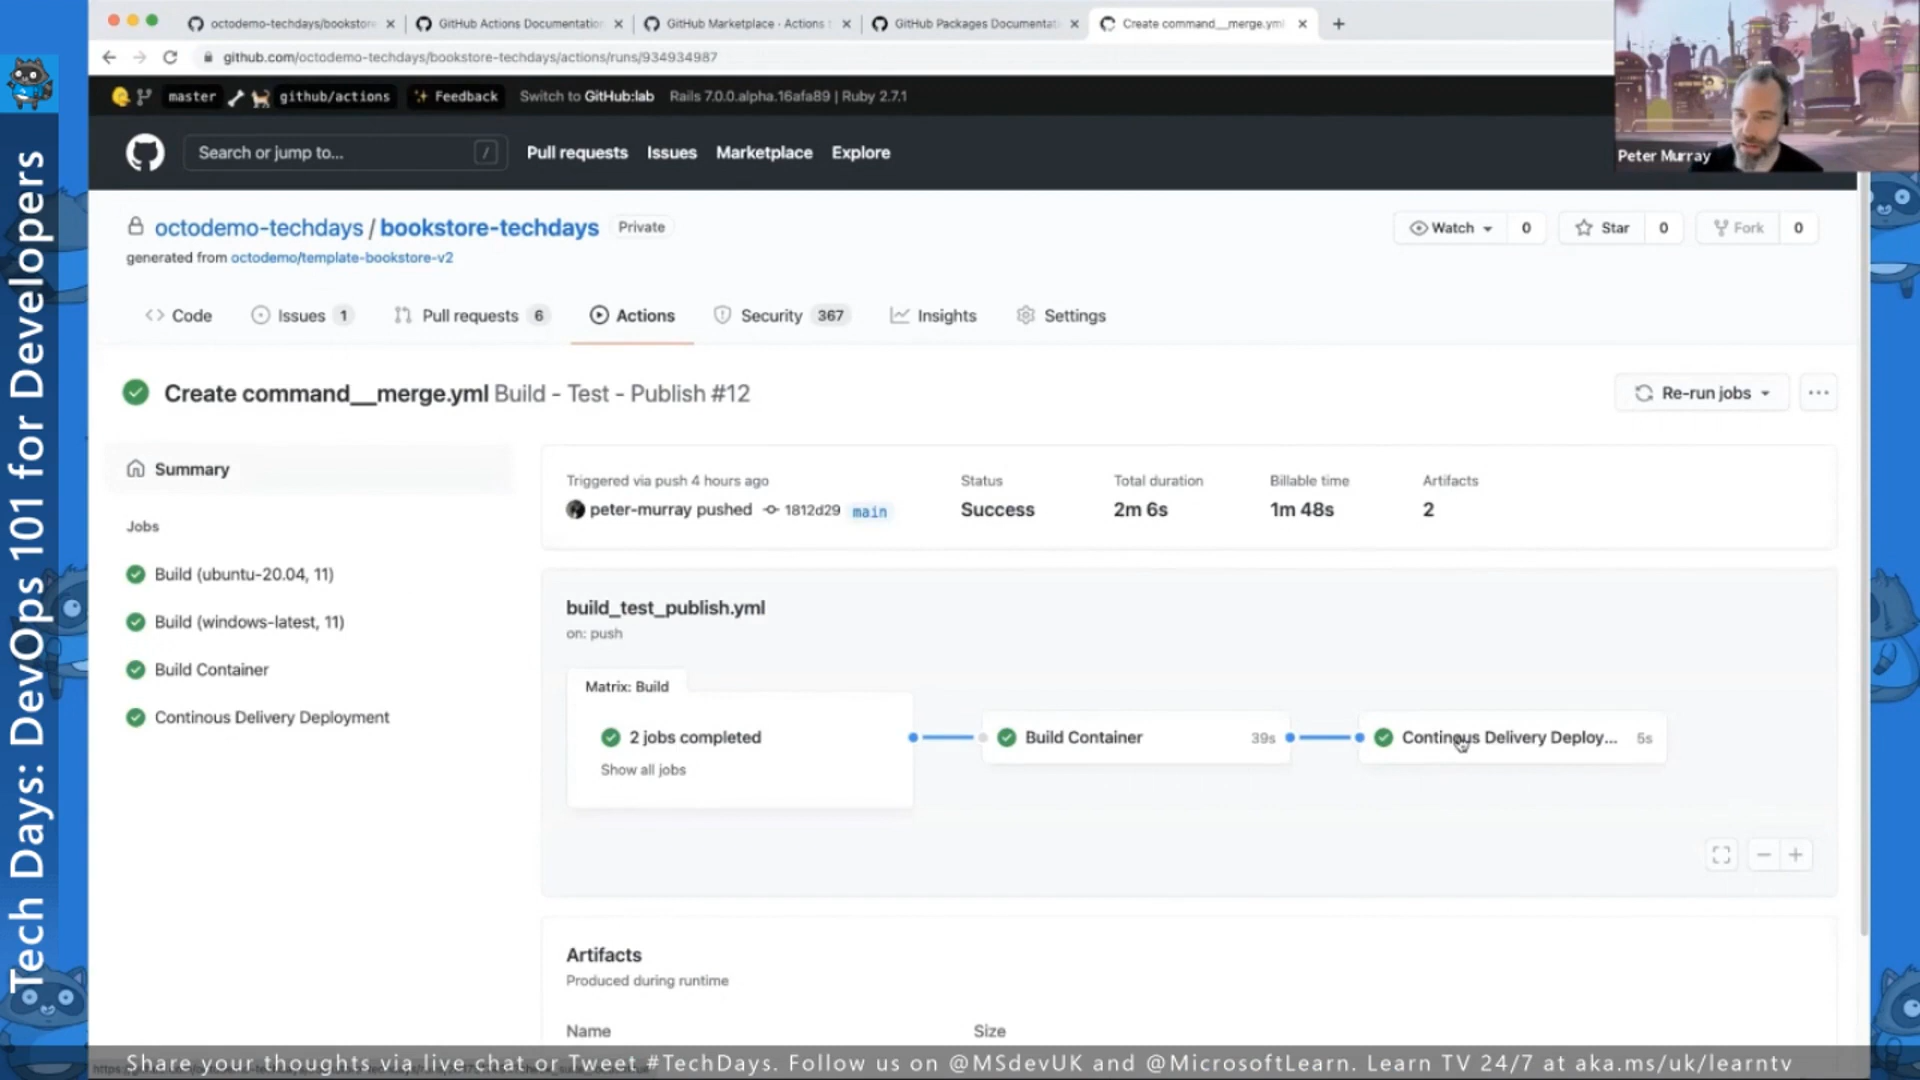 octodemo-techdays/bookstore
GitHub Actions Documentation
GitHub Marketplace · Actions
GitHub Packages Documentati
Create command__merge.yml
github.com/octodemo-techdays/bookstore-techdays/actions/runs/934934987
master github/actions Feedback Switch to GitHub:lab Rails 7.0.0.alpha.16afa89 | Ruby 2.7.1
Search or jump to... /
Pull requests Issues Marketplace Explore
Peter Murray
octodemo-techdays / bookstore-techdays Private
Watch 0 Star 0 Fork 0
generated from octodemo/template-bookstore-v2
Code Issues 1 Pull requests 6 Actions Security 367 Insights Settings
Create command__merge.yml Build - Test - Publish #12
Re-run jobs
Summary
Jobs
Build (ubuntu-20.04, 11)
Build (windows-latest, 11)
Build Container
Continous Delivery Deployment
Triggered via push 4 hours ago
peter-murray pushed 1812d29 main
Status
Success
Total duration
2m 6s
Billable time
1m 48s
Artifacts
2
build_test_publish.yml
on: push
Matrix: Build
2 jobs completed
Show all jobs
Build Container 39s
Continous Delivery Deploy... 5s
Artifacts
Produced during runtime
Name Size
Tech Days: DevOps 101 for Developers
Share your thoughts via live chat or Tweet #TechDays. Follow us on @MSdevUK and @MicrosoftLearn. Learn TV 24/7 at aka.ms/uk/learntv